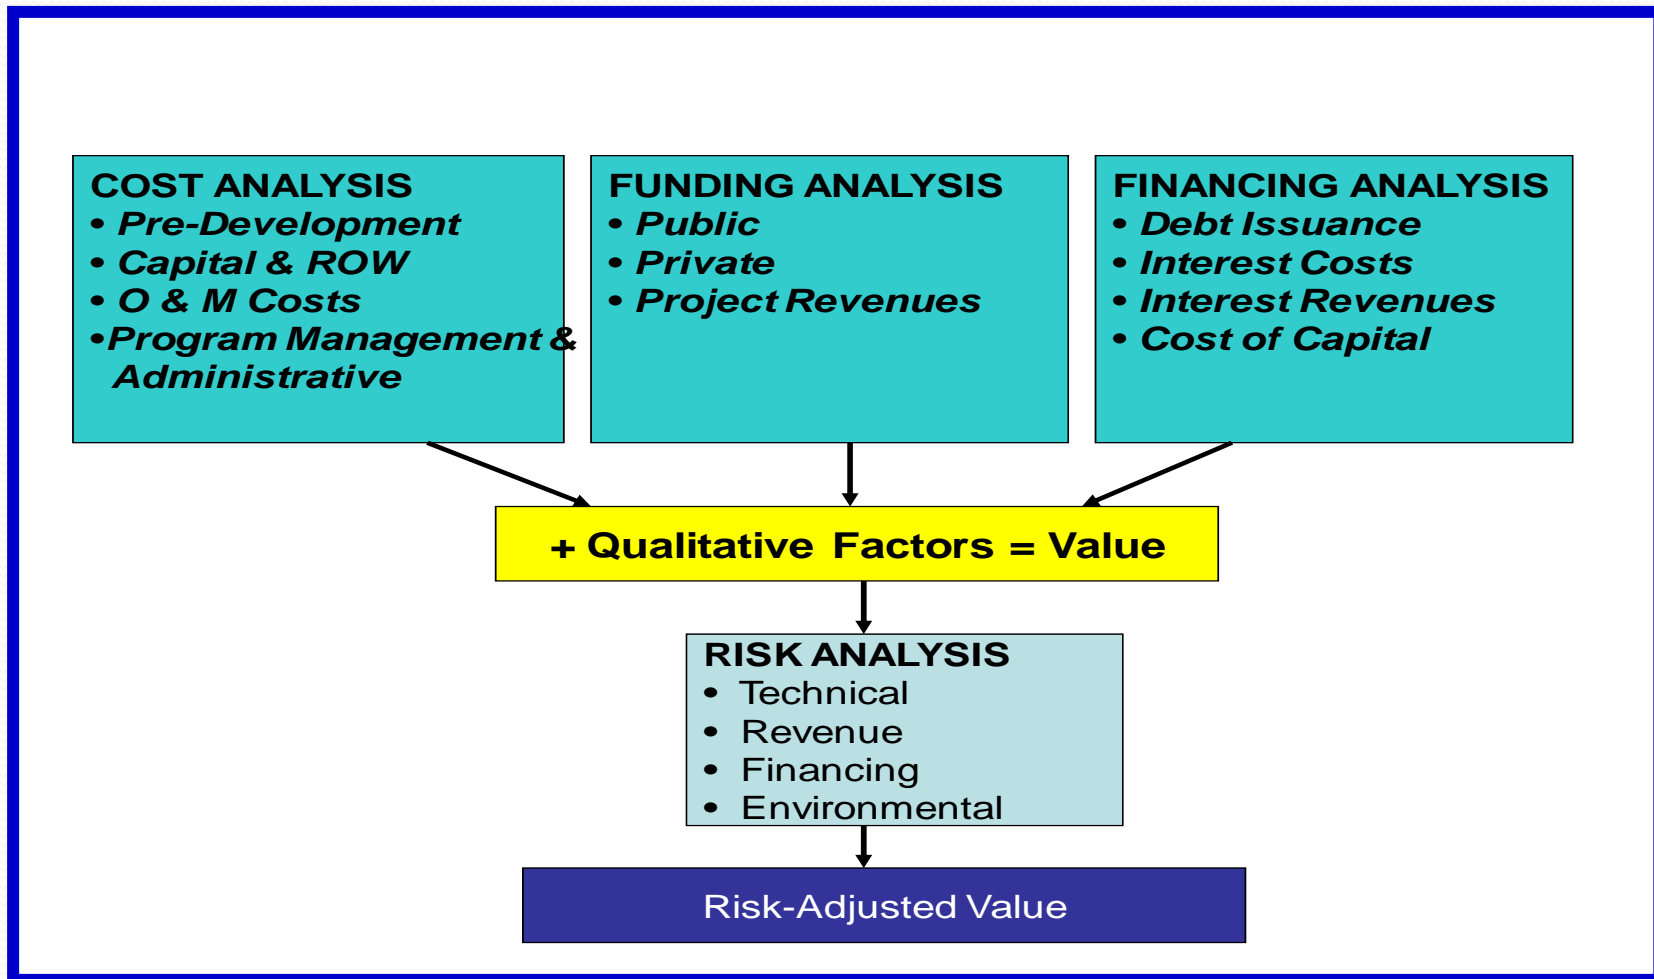 COST ANALYSIS
• Pre-Development
• Capital & ROW
• O & M Costs
•Program Management &
Administrative
FUNDING ANALYSIS
• Public
• Private
• Project Revenues
FINANCING ANALYSIS
• Debt Issuance
• Interest Costs
• Interest Revenues
• Cost of Capital
+ Qualitative Factors = Value
RISK ANALYSIS
• Technical
• Revenue
• Financing
• Environmental
Risk-Adjusted Value